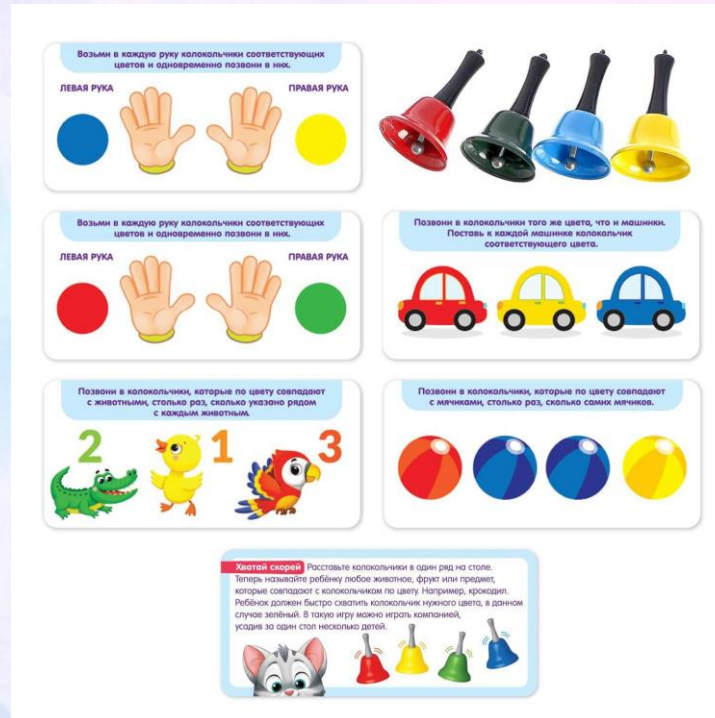 Возьми в каждую руку колокольчики соответствующих
цветов и одновременно позвони в них.
ЛЕВАЯ РУКА
ПРАВАЯ РУКА
Возьми в каждую руку колокольчики соответствующих
цветов и одновременно позвони в них.
ЛЕВАЯ РУКА
ПРАВАЯ РУКА
Позвони в колокольчики того же цвета, что и машинки.
Поставь к каждой машинке колокольчик
соответствующего цвета.
Позвони в колокольчики, которые по цвету совпадают
с животными, столько раз, сколько указано рядом
с каждым животным.
2
1
3
Позвони в колокольчики, которые по цвету совпадают
с мячиками, столько раз, сколько самих мячиков.
Хватай скорей Расставьте колокольчики в один ряд на столе.
Теперь называйте ребёнку любое животное, фрукт или предмет,
которые совпадают с колокольчиком по цвету. Например, крокодил.
Ребёнок должен быстро схватить колокольчик нужного цвета, в данном
случае зелёный. В такую игру можно играть компанией,
усадив за один стол несколько детей.